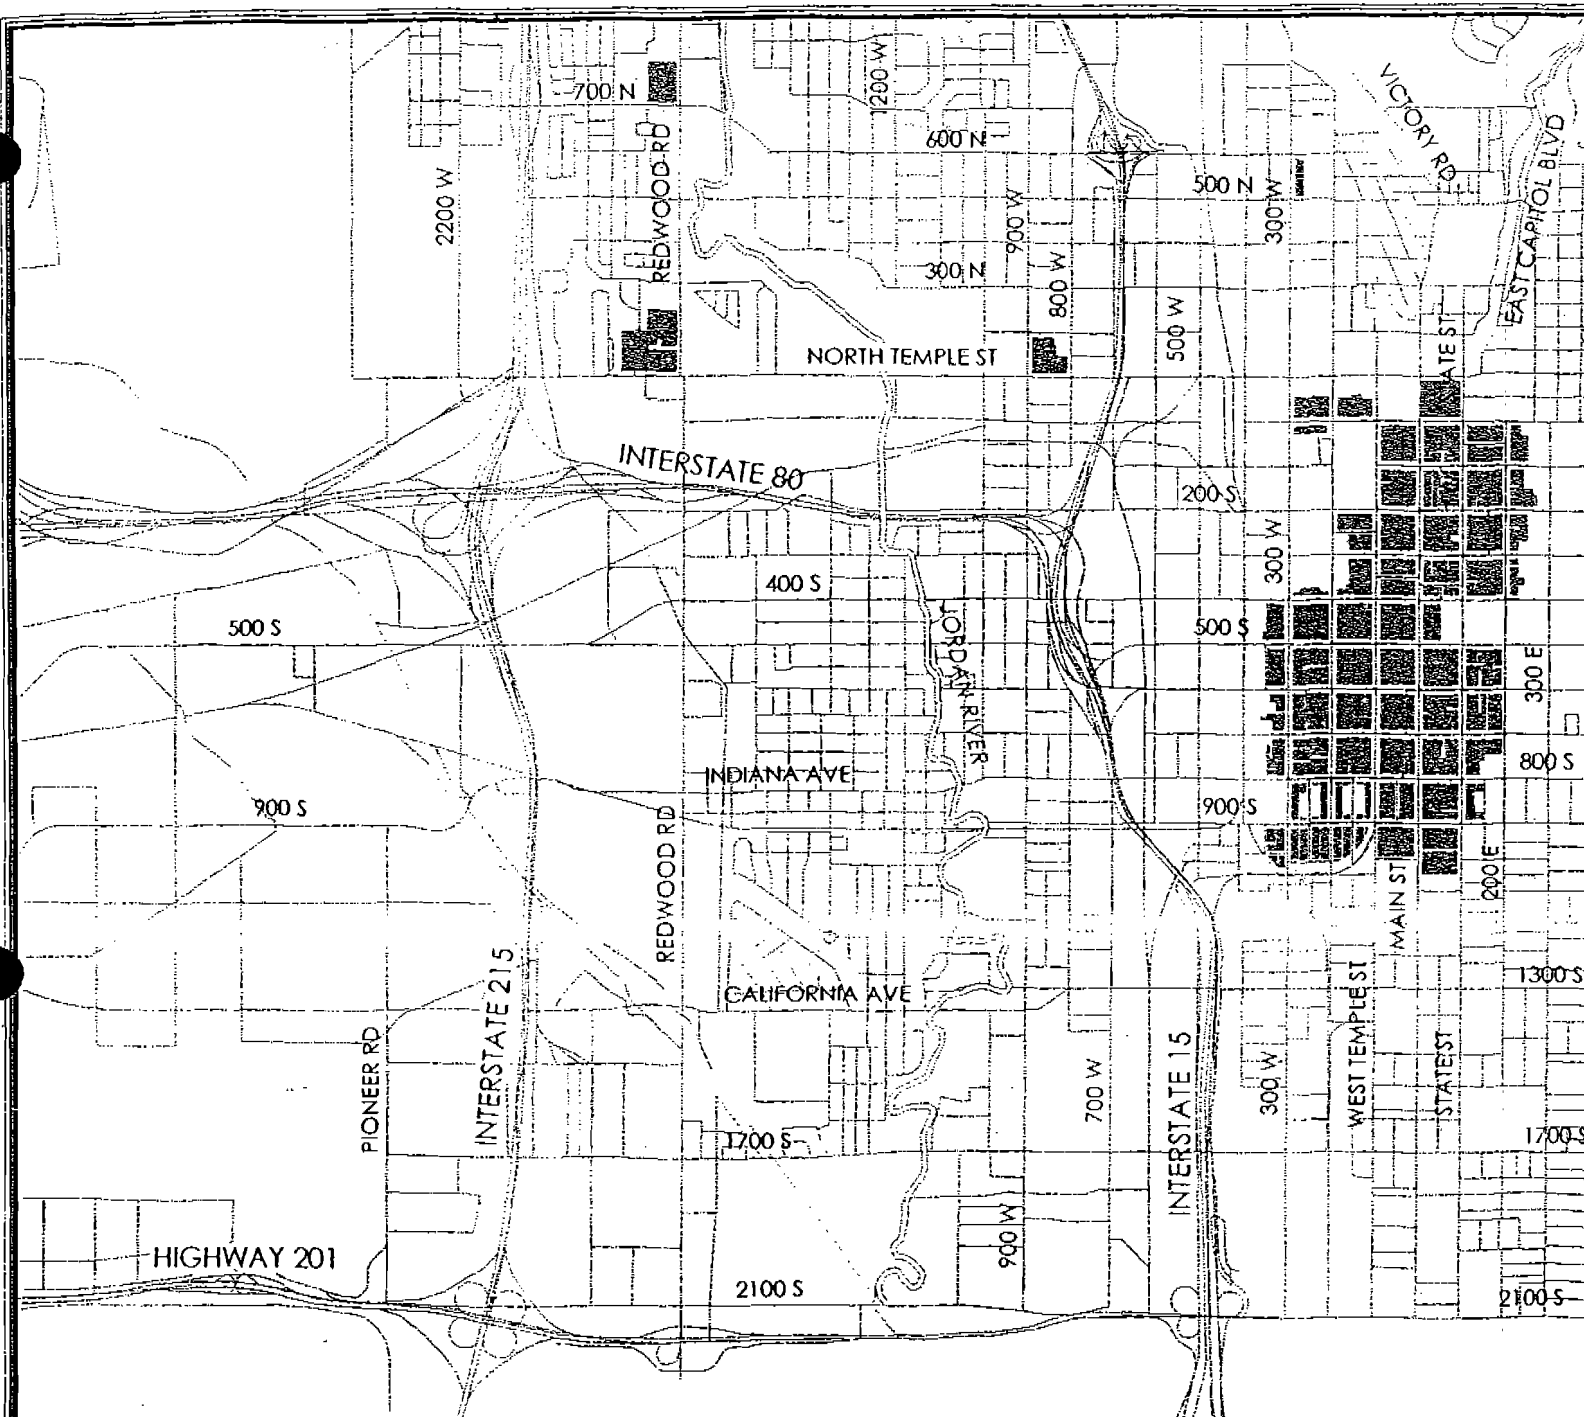 700 N
1200 W
VICTORY RD
600 N
EAST CAPITOL BLVD
2200 W
REDWOOD RD
500 N
900 W
300 W
300 N
800 W
500 W
NORTH TEMPLE ST
ATE ST
INTERSTATE 80
200 S
300 W
400 S
500 S
JORDAN RIVER
500 S
300 E
INDIANA AVE
800 S
900 S
REDWOOD RD
900 S
200 E
MAIN ST
INTERSTATE 215
CALIFORNIA AVE
WEST TEMPLE ST
1300 S
PIONEER RD
700 W
INTERSTATE 15
300 W
STATE ST
1700 S
1700 S
HIGHWAY 201
900 W
2100 S
2100 S